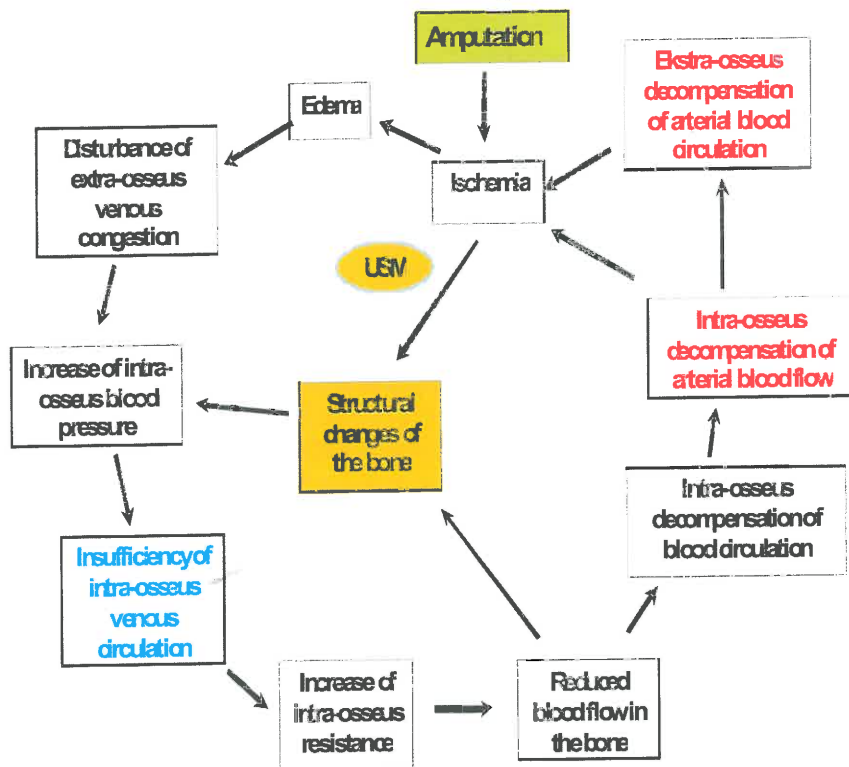 Amputation
Ekstra-osseus
decompensation
of arterial blood
circulation
Edema
Disturbance of
extra-osseus
venous
congestion
Ischemia
USM
Increase of intra-
osseus blood
pressure
Structural
changes of
the bone
Intra-osseus
decompensation of
arterial blood flow
Intra-osseus
decompensation of
blood circulation
Insufficiency of
intra-osseus
venous
circulation
Increase of
intra-osseus
resistance
Reduced
blood flow in
the bone